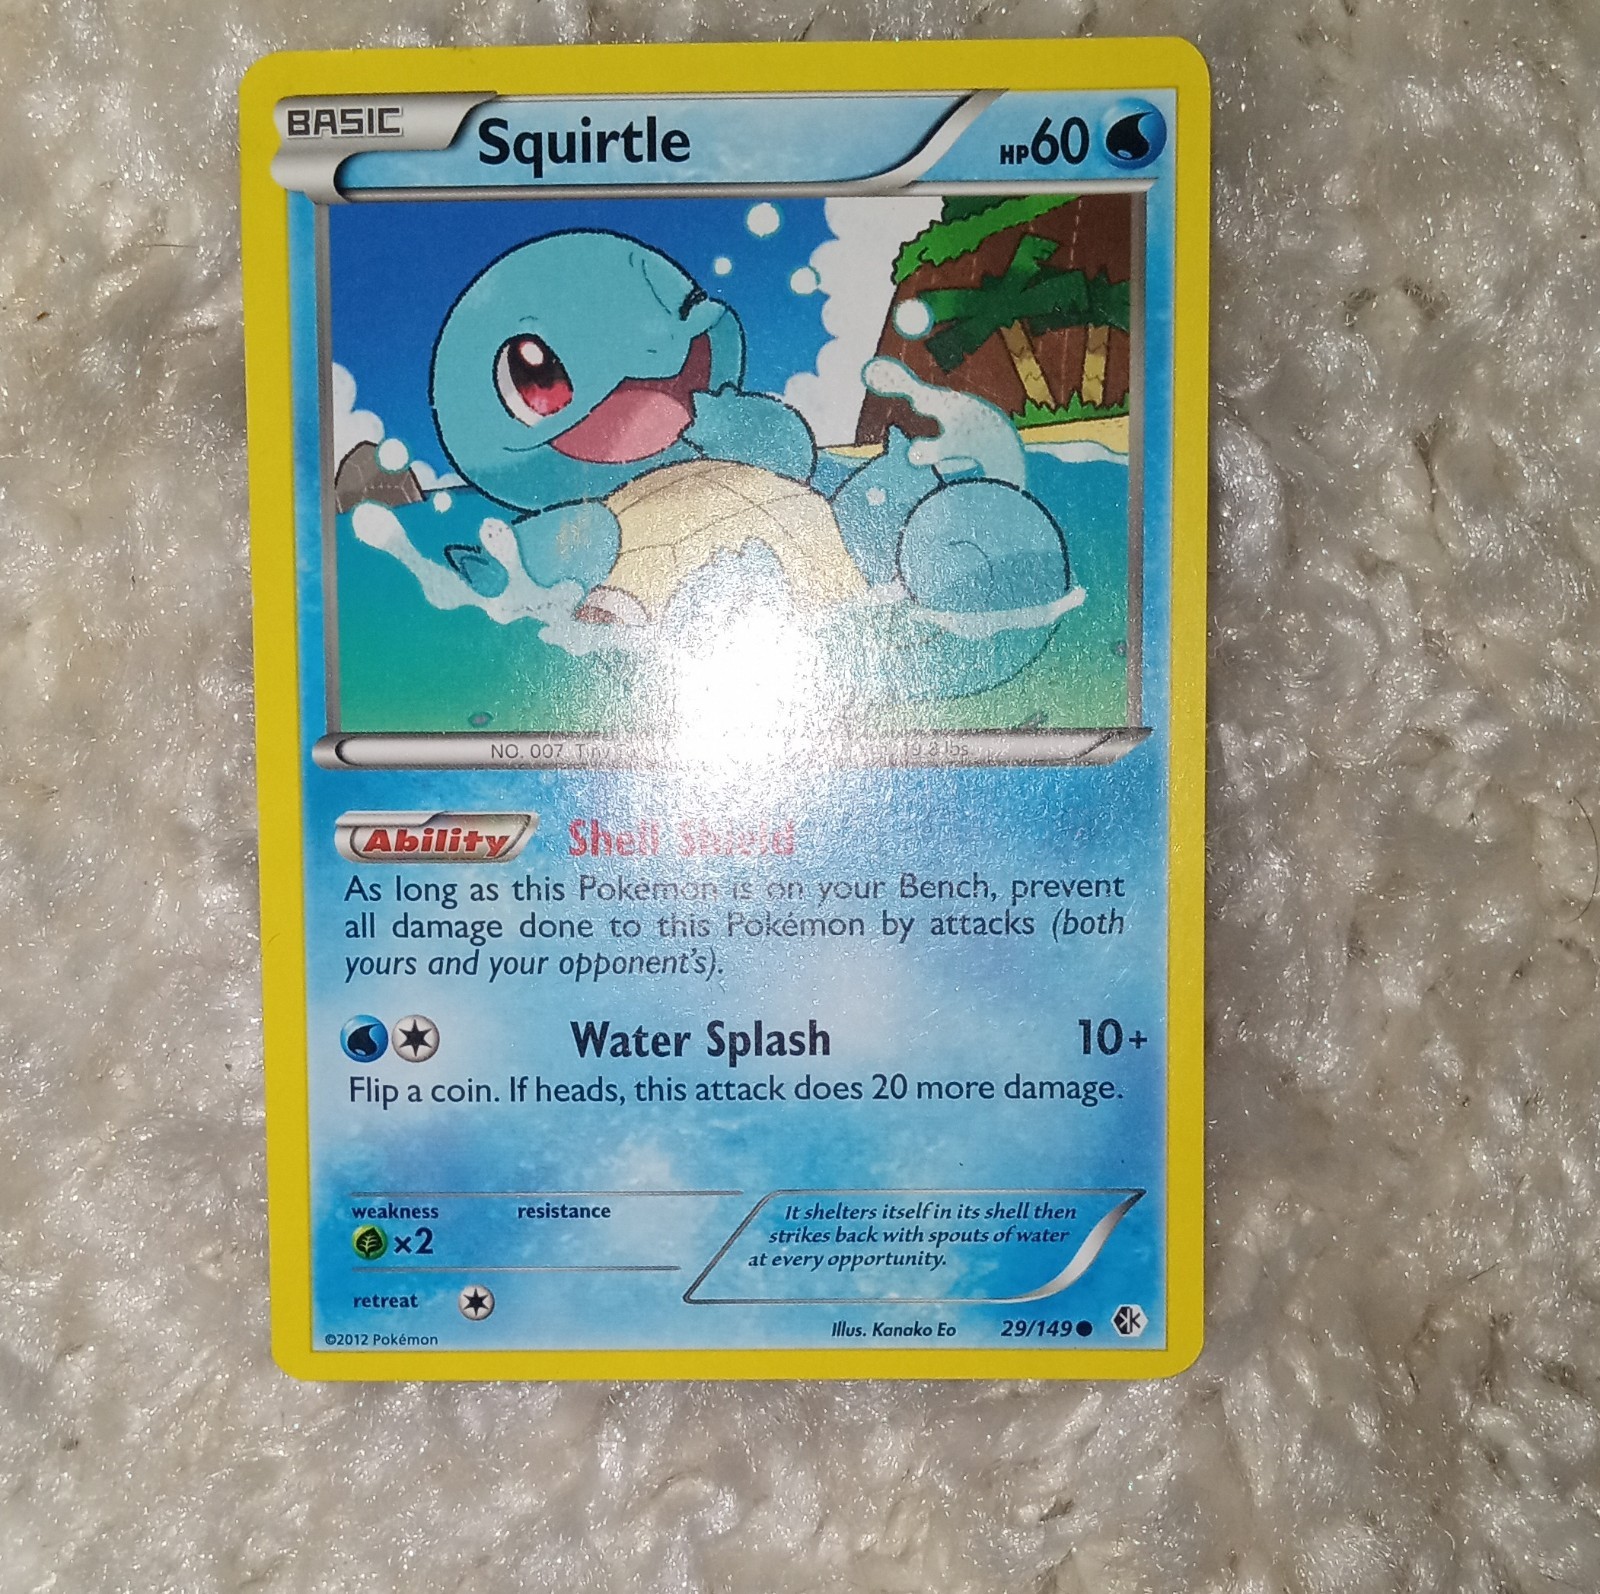 BASIC
Squirtle
HP60
NO. 007 Tiny
19.8 lbs.
Ability Shell Shield
As long as this Pokémon is on your Bench, prevent
all damage done to this Pokémon by attacks (both
yours and your opponent's).
Water Splash 10+
Flip a coin. If heads, this attack does 20 more damage.
weakness resistance
×2
It shelters itself in its shell then
strikes back with spouts of water
at every opportunity.
retreat
©2012 Pokémon
Illus. Kanako Eo 29/149